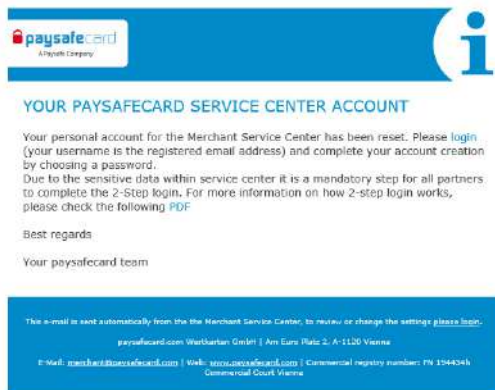 paysafecard
A Paysafe Company
i
YOUR PAYSAFECARD SERVICE CENTER ACCOUNT
Your personal account for the Merchant Service Center has been reset. Please login
(your username is the registered email address) and complete your account creation
by choosing a password.
Due to the sensitive data within service center it is a mandatory step for all partners
to complete the 2-Step login. For more information on how 2-step login works,
please check the following PDF
Best regards
Your paysafecard team
This e-mail is sent automatically from the the Merchant Service Center, to review or change the settings please login.
paysafecard.com Wertkarten GmbH | Am Euro Platz 2, A-1120 Vienna
E-Mail: merchant@paysafecard.com | Web: www.paysafecard.com | Commercial registry number: FN 194434h
Commercial Court Vienna